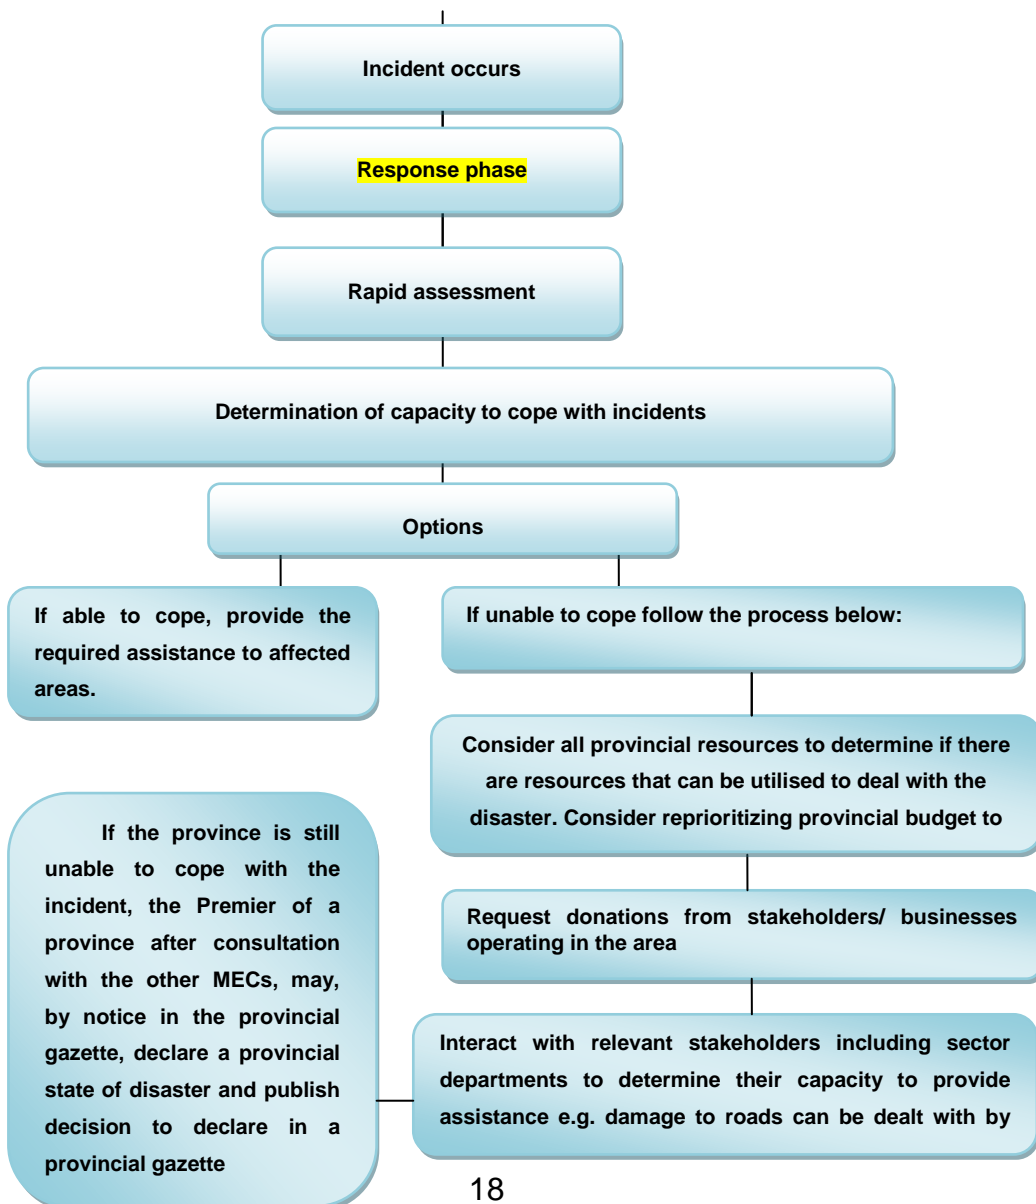 Incident occurs
Response phase
Rapid assessment
Determination of capacity to cope with incidents
Options
If able to cope, provide the
required assistance to affected
areas.
If unable to cope follow the process below:
Consider all provincial resources to determine if there
are resources that can be utilised to deal with the
disaster. Consider reprioritizing provincial budget to
Request donations from stakeholders/ businesses
operating in the area
Interact with relevant stakeholders including sector
departments to determine their capacity to provide
assistance e.g. damage to roads can be dealt with by
If the province is still
unable to cope with the
incident, the Premier of a
province after consultation
with the other MECs, may,
by notice in the provincial
gazette, declare a provincial
state of disaster and publish
decision to declare in a
provincial gazette
18